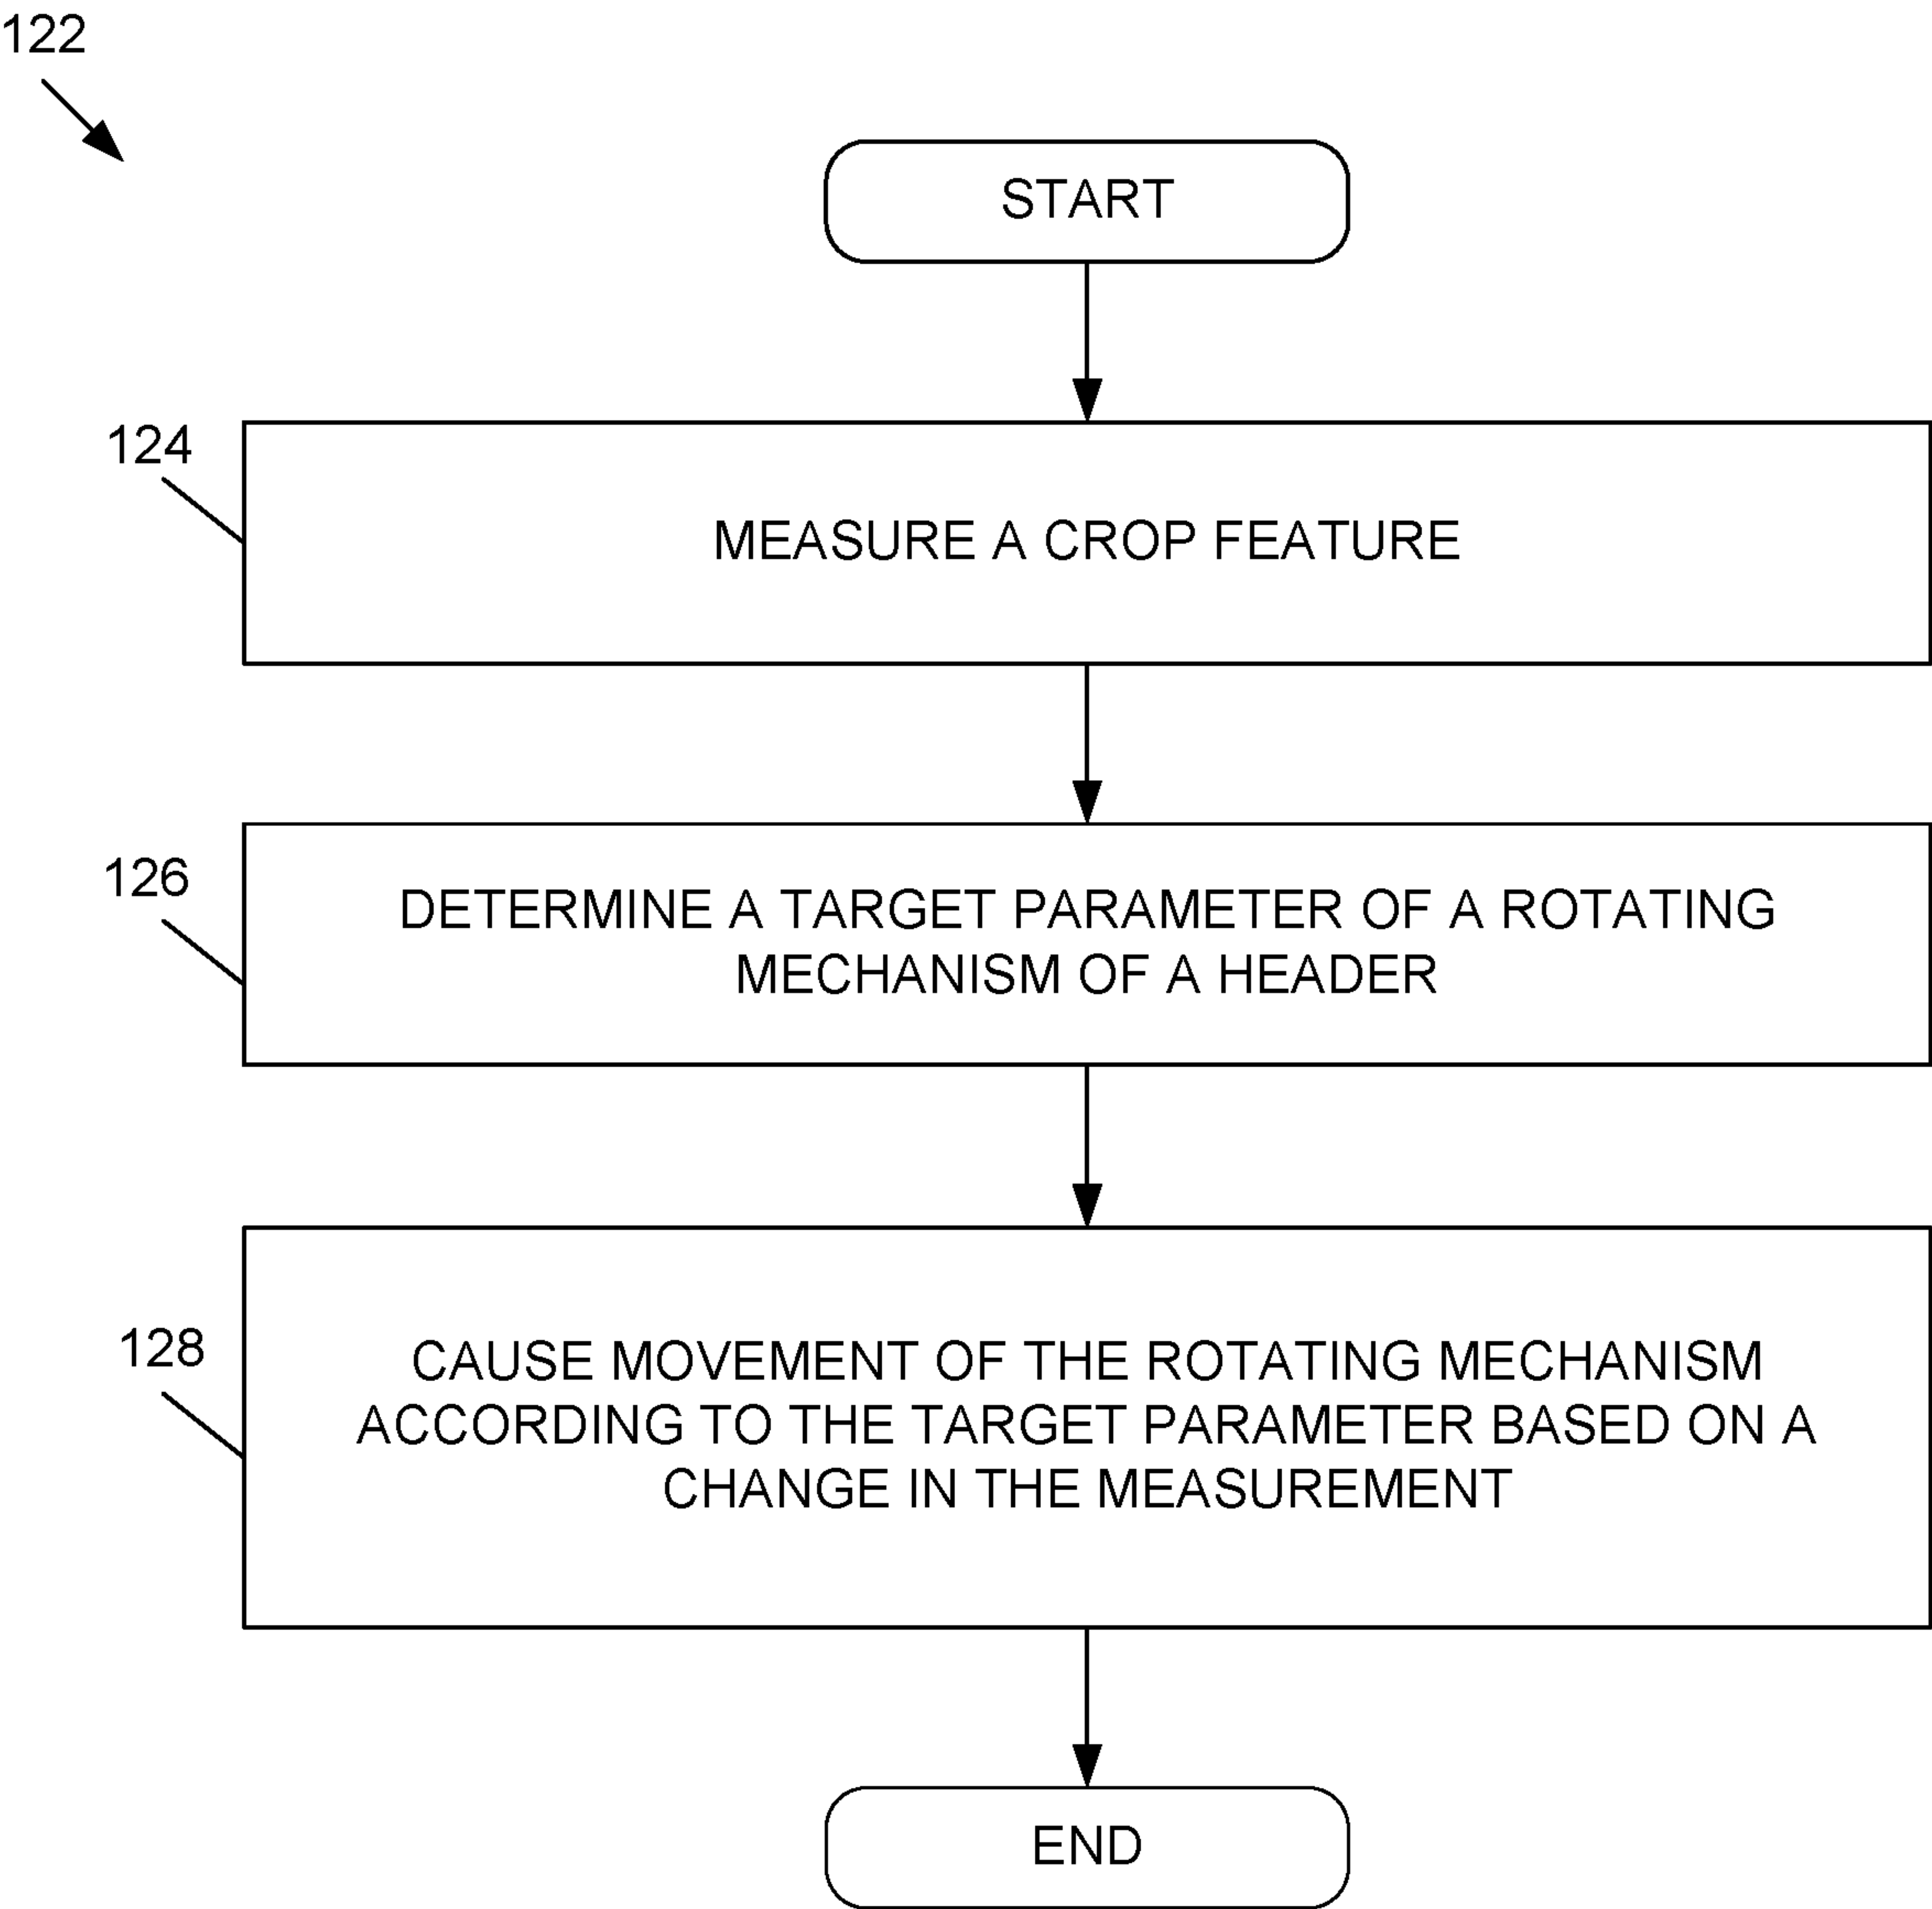 122
START
124
MEASURE A CROP FEATURE
126
DETERMINE A TARGET PARAMETER OF A ROTATING
MECHANISM OF A HEADER
128
CAUSE MOVEMENT OF THE ROTATING MECHANISM
ACCORDING TO THE TARGET PARAMETER BASED ON A
CHANGE IN THE MEASUREMENT
END